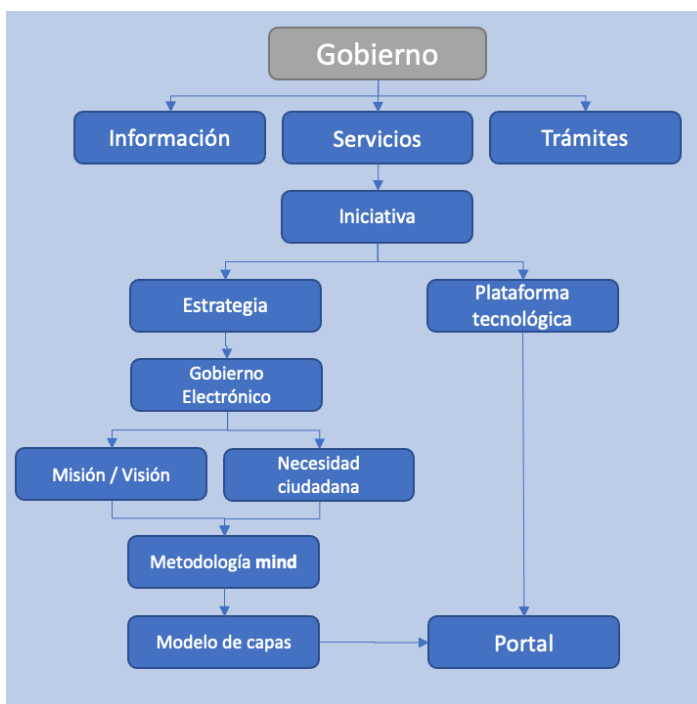 Gobierno
Información
Servicios
Trámites
Iniciativa
Estrategia
Plataforma
tecnológica
Gobierno
Electrónico
Misión / Visión
Necesidad
ciudadana
Metodología mind
Modelo de capas
Portal